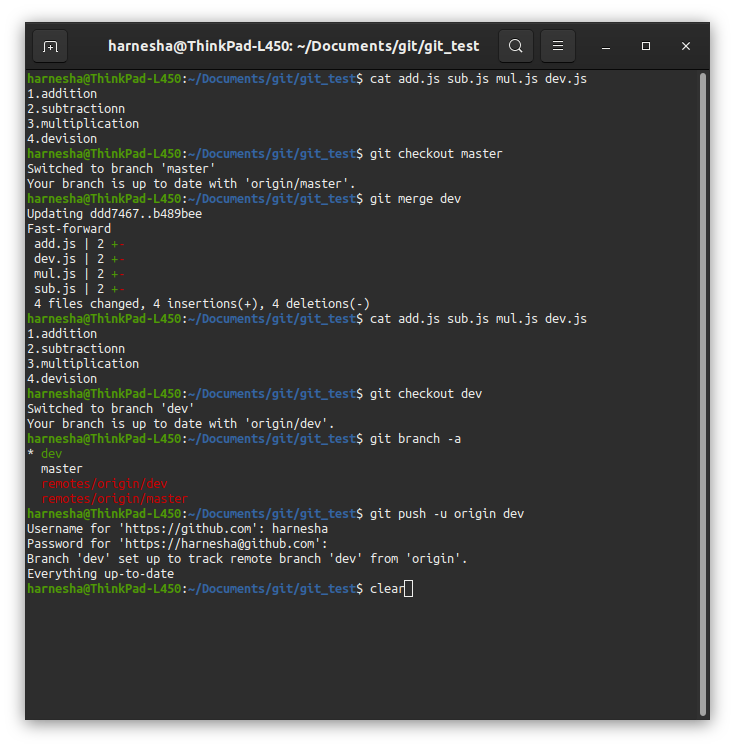 harnesha@ThinkPad-L450: ~/Documents/git/git_test
harnesha@ThinkPad-L450:~/Documents/git/git_test$ cat add.js sub.js mul.js dev.js
1.addition
2.subtractionn
3.multiplication
4.devision
harnesha@ThinkPad-L450:~/Documents/git/git_test$ git checkout master
Switched to branch 'master'
Your branch is up to date with 'origin/master'.
harnesha@ThinkPad-L450:~/Documents/git/git_test$ git merge dev
Updating ddd7467..b489bee
Fast-forward
 add.js | 2 +-
 dev.js | 2 +-
 mul.js | 2 +-
 sub.js | 2 +-
 4 files changed, 4 insertions(+), 4 deletions(-)
harnesha@ThinkPad-L450:~/Documents/git/git_test$ cat add.js sub.js mul.js dev.js
1.addition
2.subtractionn
3.multiplication
4.devision
harnesha@ThinkPad-L450:~/Documents/git/git_test$ git checkout dev
Switched to branch 'dev'
Your branch is up to date with 'origin/dev'.
harnesha@ThinkPad-L450:~/Documents/git/git_test$ git branch -a
* dev
  master
  remotes/origin/dev
  remotes/origin/master
harnesha@ThinkPad-L450:~/Documents/git/git_test$ git push -u origin dev
Username for 'https://github.com': harnesha
Password for 'https://harnesha@github.com':
Branch 'dev' set up to track remote branch 'dev' from 'origin'.
Everything up-to-date
harnesha@ThinkPad-L450:~/Documents/git/git_test$ clear